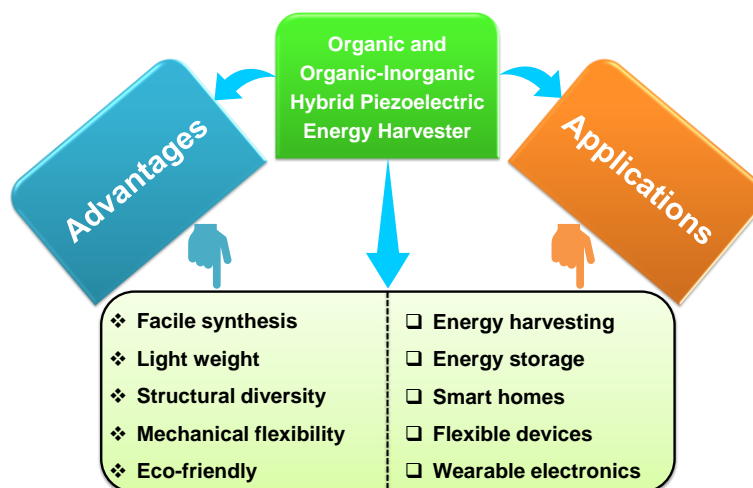 Organic and
Organic-Inorganic
Hybrid Piezoelectric
Energy Harvester
Advantages
Applications
❖ Facile synthesis
❖ Light weight
❖ Structural diversity
❖ Mechanical flexibility
❖ Eco-friendly
❑ Energy harvesting
❑ Energy storage
❑ Smart homes
❑ Flexible devices
❑ Wearable electronics